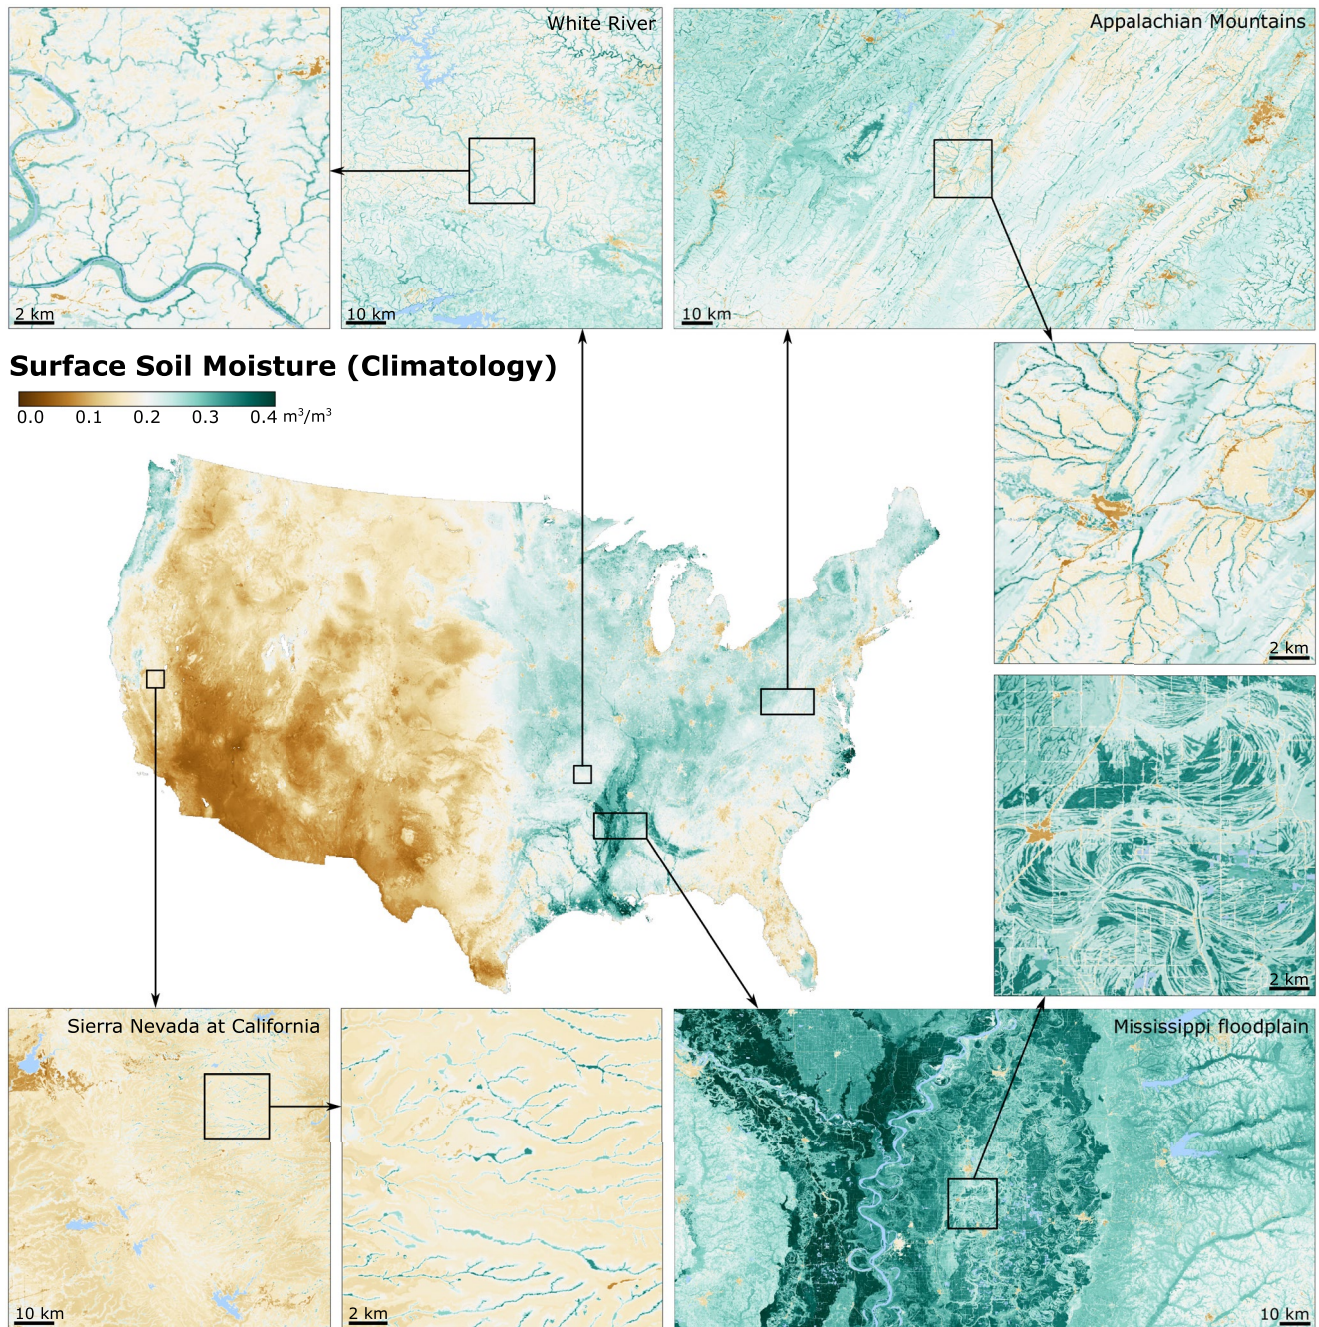 White River
Appalachian Mountains
2 km
10 km
10 km
Surface Soil Moisture (Climatology)
0.0 0.1 0.2 0.3 0.4 m³/m³
2 km
2 km
Sierra Nevada at California
Mississippi floodplain
10 km
2 km
10 km